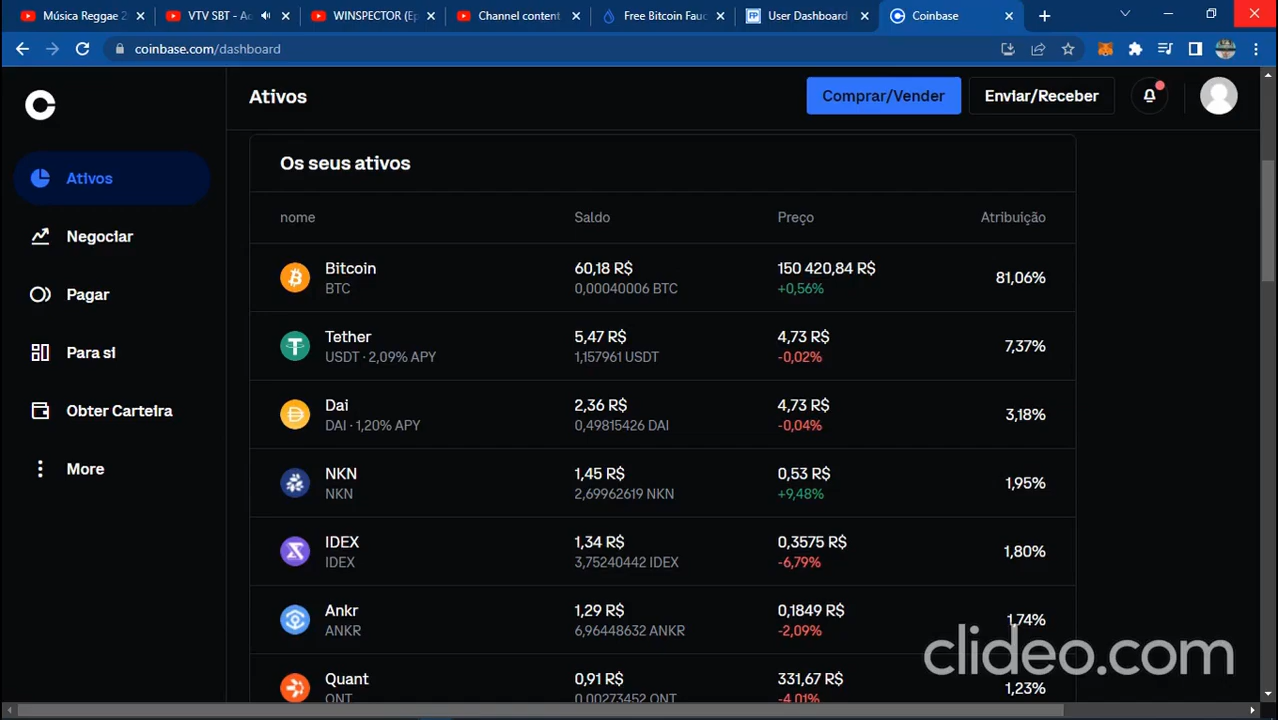 Música Reggae 2
VTV SBT - Ac
WINSPECTOR (Ep
Channel content
Free Bitcoin Fauc
FP
User Dashboard
Coinbase
coinbase.com/dashboard
Ativos
Comprar/Vender
Enviar/Receber
Ativos
Negociar
Pagar
Para si
Obter Carteira
More
Os seus ativos
nome Saldo Preço Atribuição
Bitcoin 60,18 R$ 150 420,84 R$ 81,06%
BTC 0,00040006 BTC +0,56%
Tether 5,47 R$ 4,73 R$ 7,37%
USDT · 2,09% APY 1,157961 USDT -0,02%
Dai 2,36 R$ 4,73 R$ 3,18%
DAI · 1,20% APY 0,49815426 DAI -0,04%
NKN 1,45 R$ 0,53 R$ 1,95%
NKN 2,69962619 NKN +9,48%
IDEX 1,34 R$ 0,3575 R$ 1,80%
IDEX 3,75240442 IDEX -6,79%
Ankr 1,29 R$ 0,1849 R$ 1,74%
ANKR 6,96448632 ANKR -2,09%
clideo.com
Quant 0,91 R$ 331,67 R$ 1,23%
QNT 0,00273452 QNT -4,01%